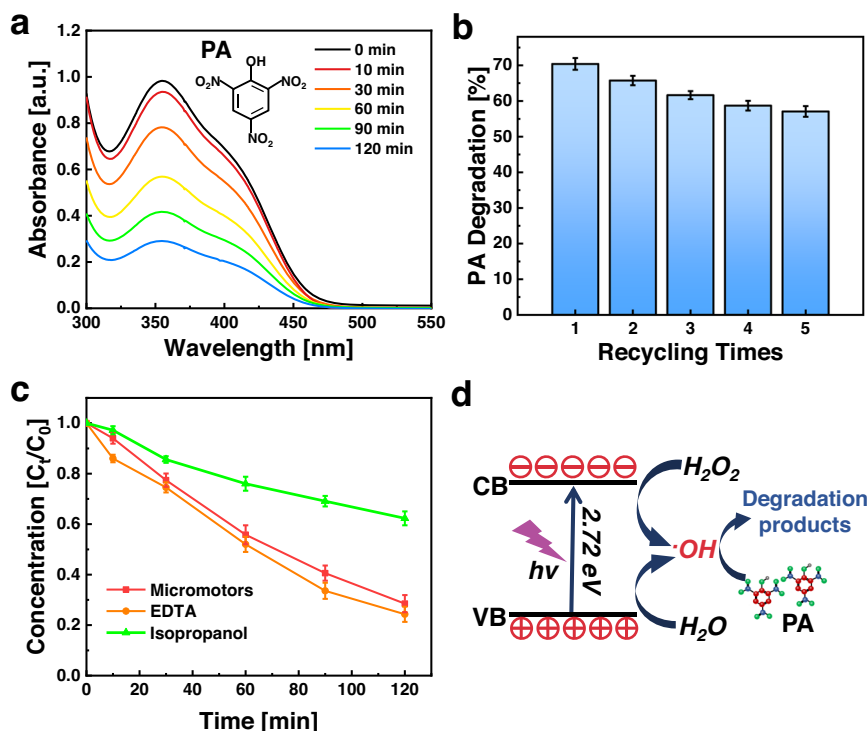 a
PA
OH
NO₂
NO₂
NO₂
0 min
10 min
30 min
60 min
90 min
120 min
1.2
1.0
0.8
0.6
0.4
0.2
0.0
300
350
400
450
500
550
Absorbance [a.u.]
Wavelength [nm]
b
80
70
60
50
40
30
20
10
0
1
2
3
4
5
PA Degradation [%]
Recycling Times
c
1.0
0.8
0.6
0.4
0.2
0.0
0
20
40
60
80
100
120
Micromotors
EDTA
Isopropanol
Concentration [Cₜ/C₀]
Time [min]
d
CB
VB
hv
2.72 eV
H₂O₂
·OH
H₂O
Degradation
products
PA